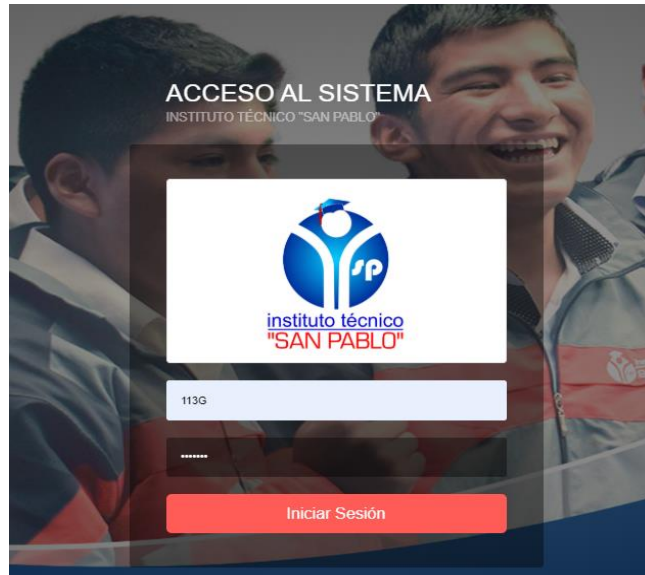 ACCESO AL SISTEMA
INSTITUTO TÉCNICO "SAN PABLO"
sp
instituto técnico
"SAN PABLO"
113G
•••••••
Iniciar Sesión